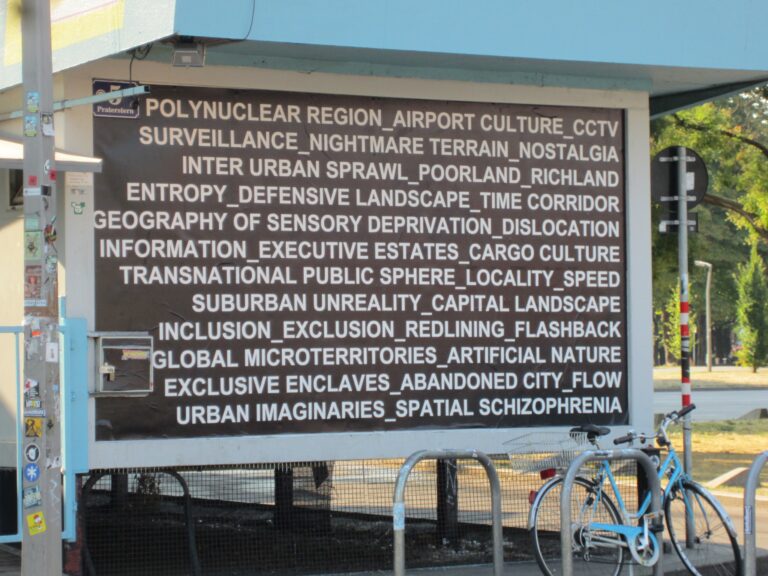 5
Praterstern
POLYNUCLEAR REGION_AIRPORT CULTURE_CCTV
SURVEILLANCE_NIGHTMARE TERRAIN_NOSTALGIA
INTER URBAN SPRAWL_POORLAND_RICHLAND
ENTROPY_DEFENSIVE LANDSCAPE_TIME CORRIDOR
GEOGRAPHY OF SENSORY DEPRIVATION_DISLOCATION
INFORMATION_EXECUTIVE ESTATES_CARGO CULTURE
TRANSNATIONAL PUBLIC SPHERE_LOCALITY_SPEED
SUBURBAN UNREALITY_CAPITAL LANDSCAPE
INCLUSION_EXCLUSION_REDLINING_FLASHBACK
GLOBAL MICROTERRITORIES_ARTIFICIAL NATURE
EXCLUSIVE ENCLAVES_ABANDONED CITY_FLOW
URBAN IMAGINARIES_SPATIAL SCHIZOPHRENIA